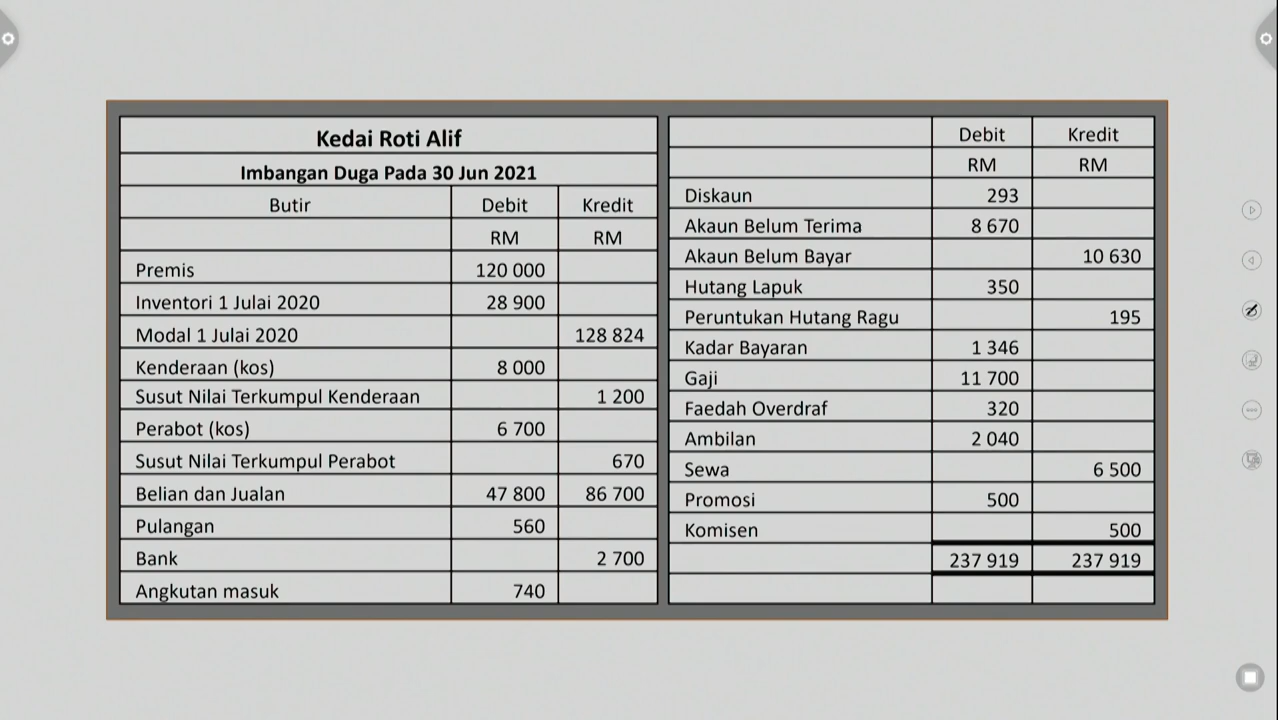 Kedai Roti Alif
Imbangan Duga Pada 30 Jun 2021
Butir Debit Kredit
RM RM
Premis 120 000
Inventori 1 Julai 2020 28 900
Modal 1 Julai 2020 128 824
Kenderaan (kos) 8 000
Susut Nilai Terkumpul Kenderaan 1 200
Perabot (kos) 6 700
Susut Nilai Terkumpul Perabot 670
Belian dan Jualan 47 800 86 700
Pulangan 560
Bank 2 700
Angkutan masuk 740
Debit Kredit
RM RM
Diskaun 293
Akaun Belum Terima 8 670
Akaun Belum Bayar 10 630
Hutang Lapuk 350
Peruntukan Hutang Ragu 195
Kadar Bayaran 1 346
Gaji 11 700
Faedah Overdraf 320
Ambilan 2 040
Sewa 6 500
Promosi 500
Komisen 500
237 919 237 919